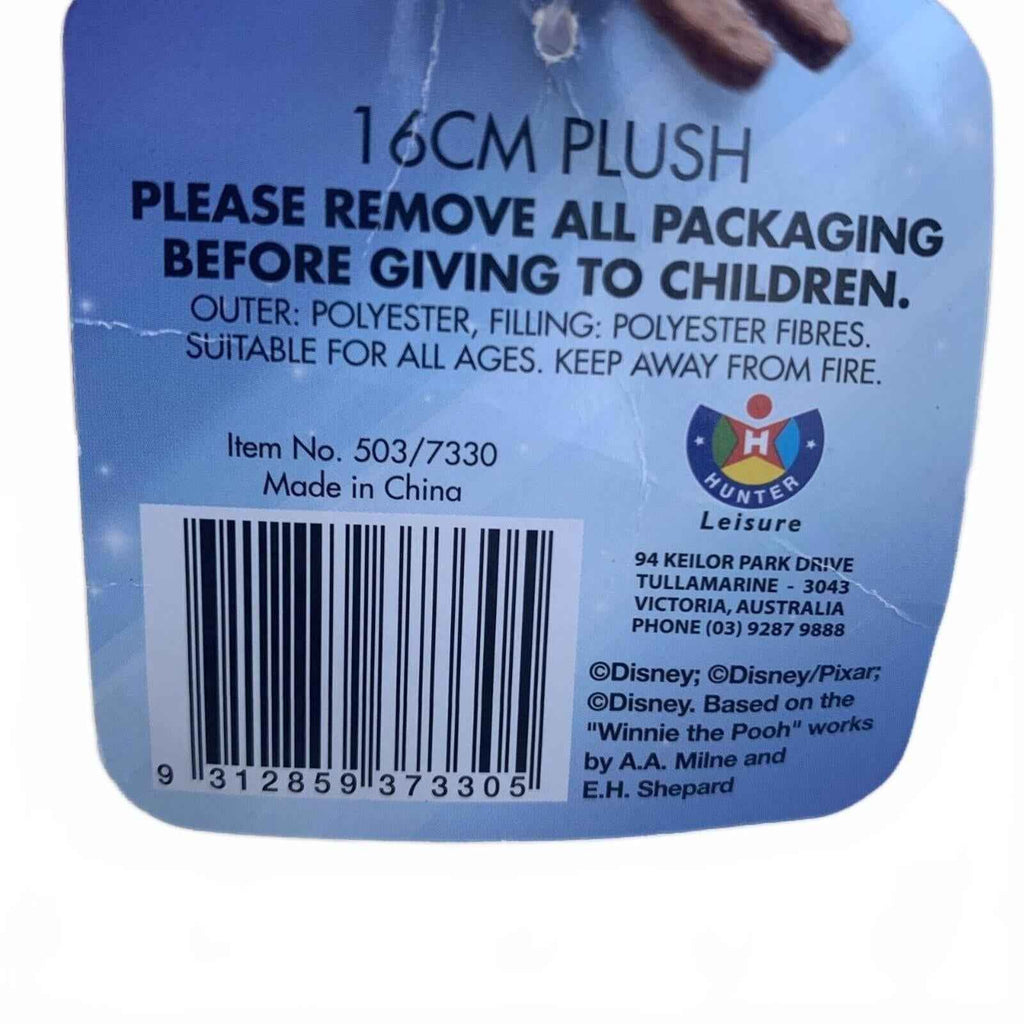 16CM PLUSH
PLEASE REMOVE ALL PACKAGING
BEFORE GIVING TO CHILDREN.
OUTER: POLYESTER, FILLING: POLYESTER FIBRES.
SUITABLE FOR ALL AGES. KEEP AWAY FROM FIRE.
Item No. 503/7330
Made in China
9 312859 373305
H
HUNTER
Leisure
94 KEILOR PARK DRIVE
TULLAMARINE - 3043
VICTORIA, AUSTRALIA
PHONE (03) 9287 9888
©Disney; ©Disney/Pixar;
©Disney. Based on the
"Winnie the Pooh" works
by A.A. Milne and
E.H. Shepard